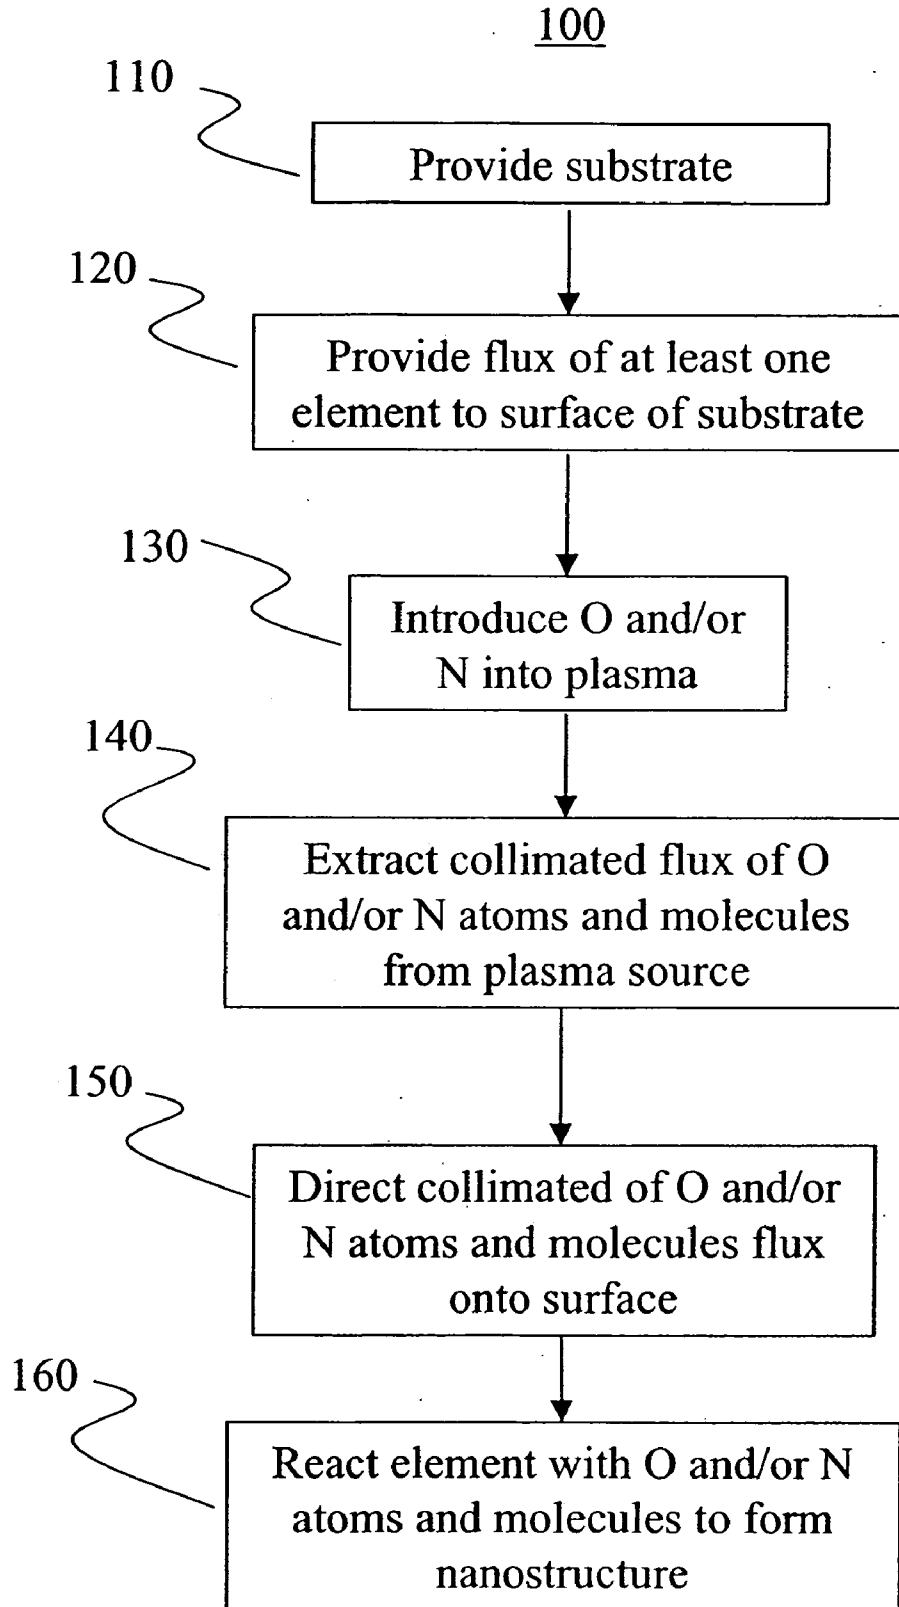 100
110
Provide substrate
120
Provide flux of at least one
element to surface of substrate
130
Introduce O and/or
N into plasma
140
Extract collimated flux of O
and/or N atoms and molecules
from plasma source
150
Direct collimated of O and/or
N atoms and molecules flux
onto surface
160
React element with O and/or N
atoms and molecules to form
nanostructure